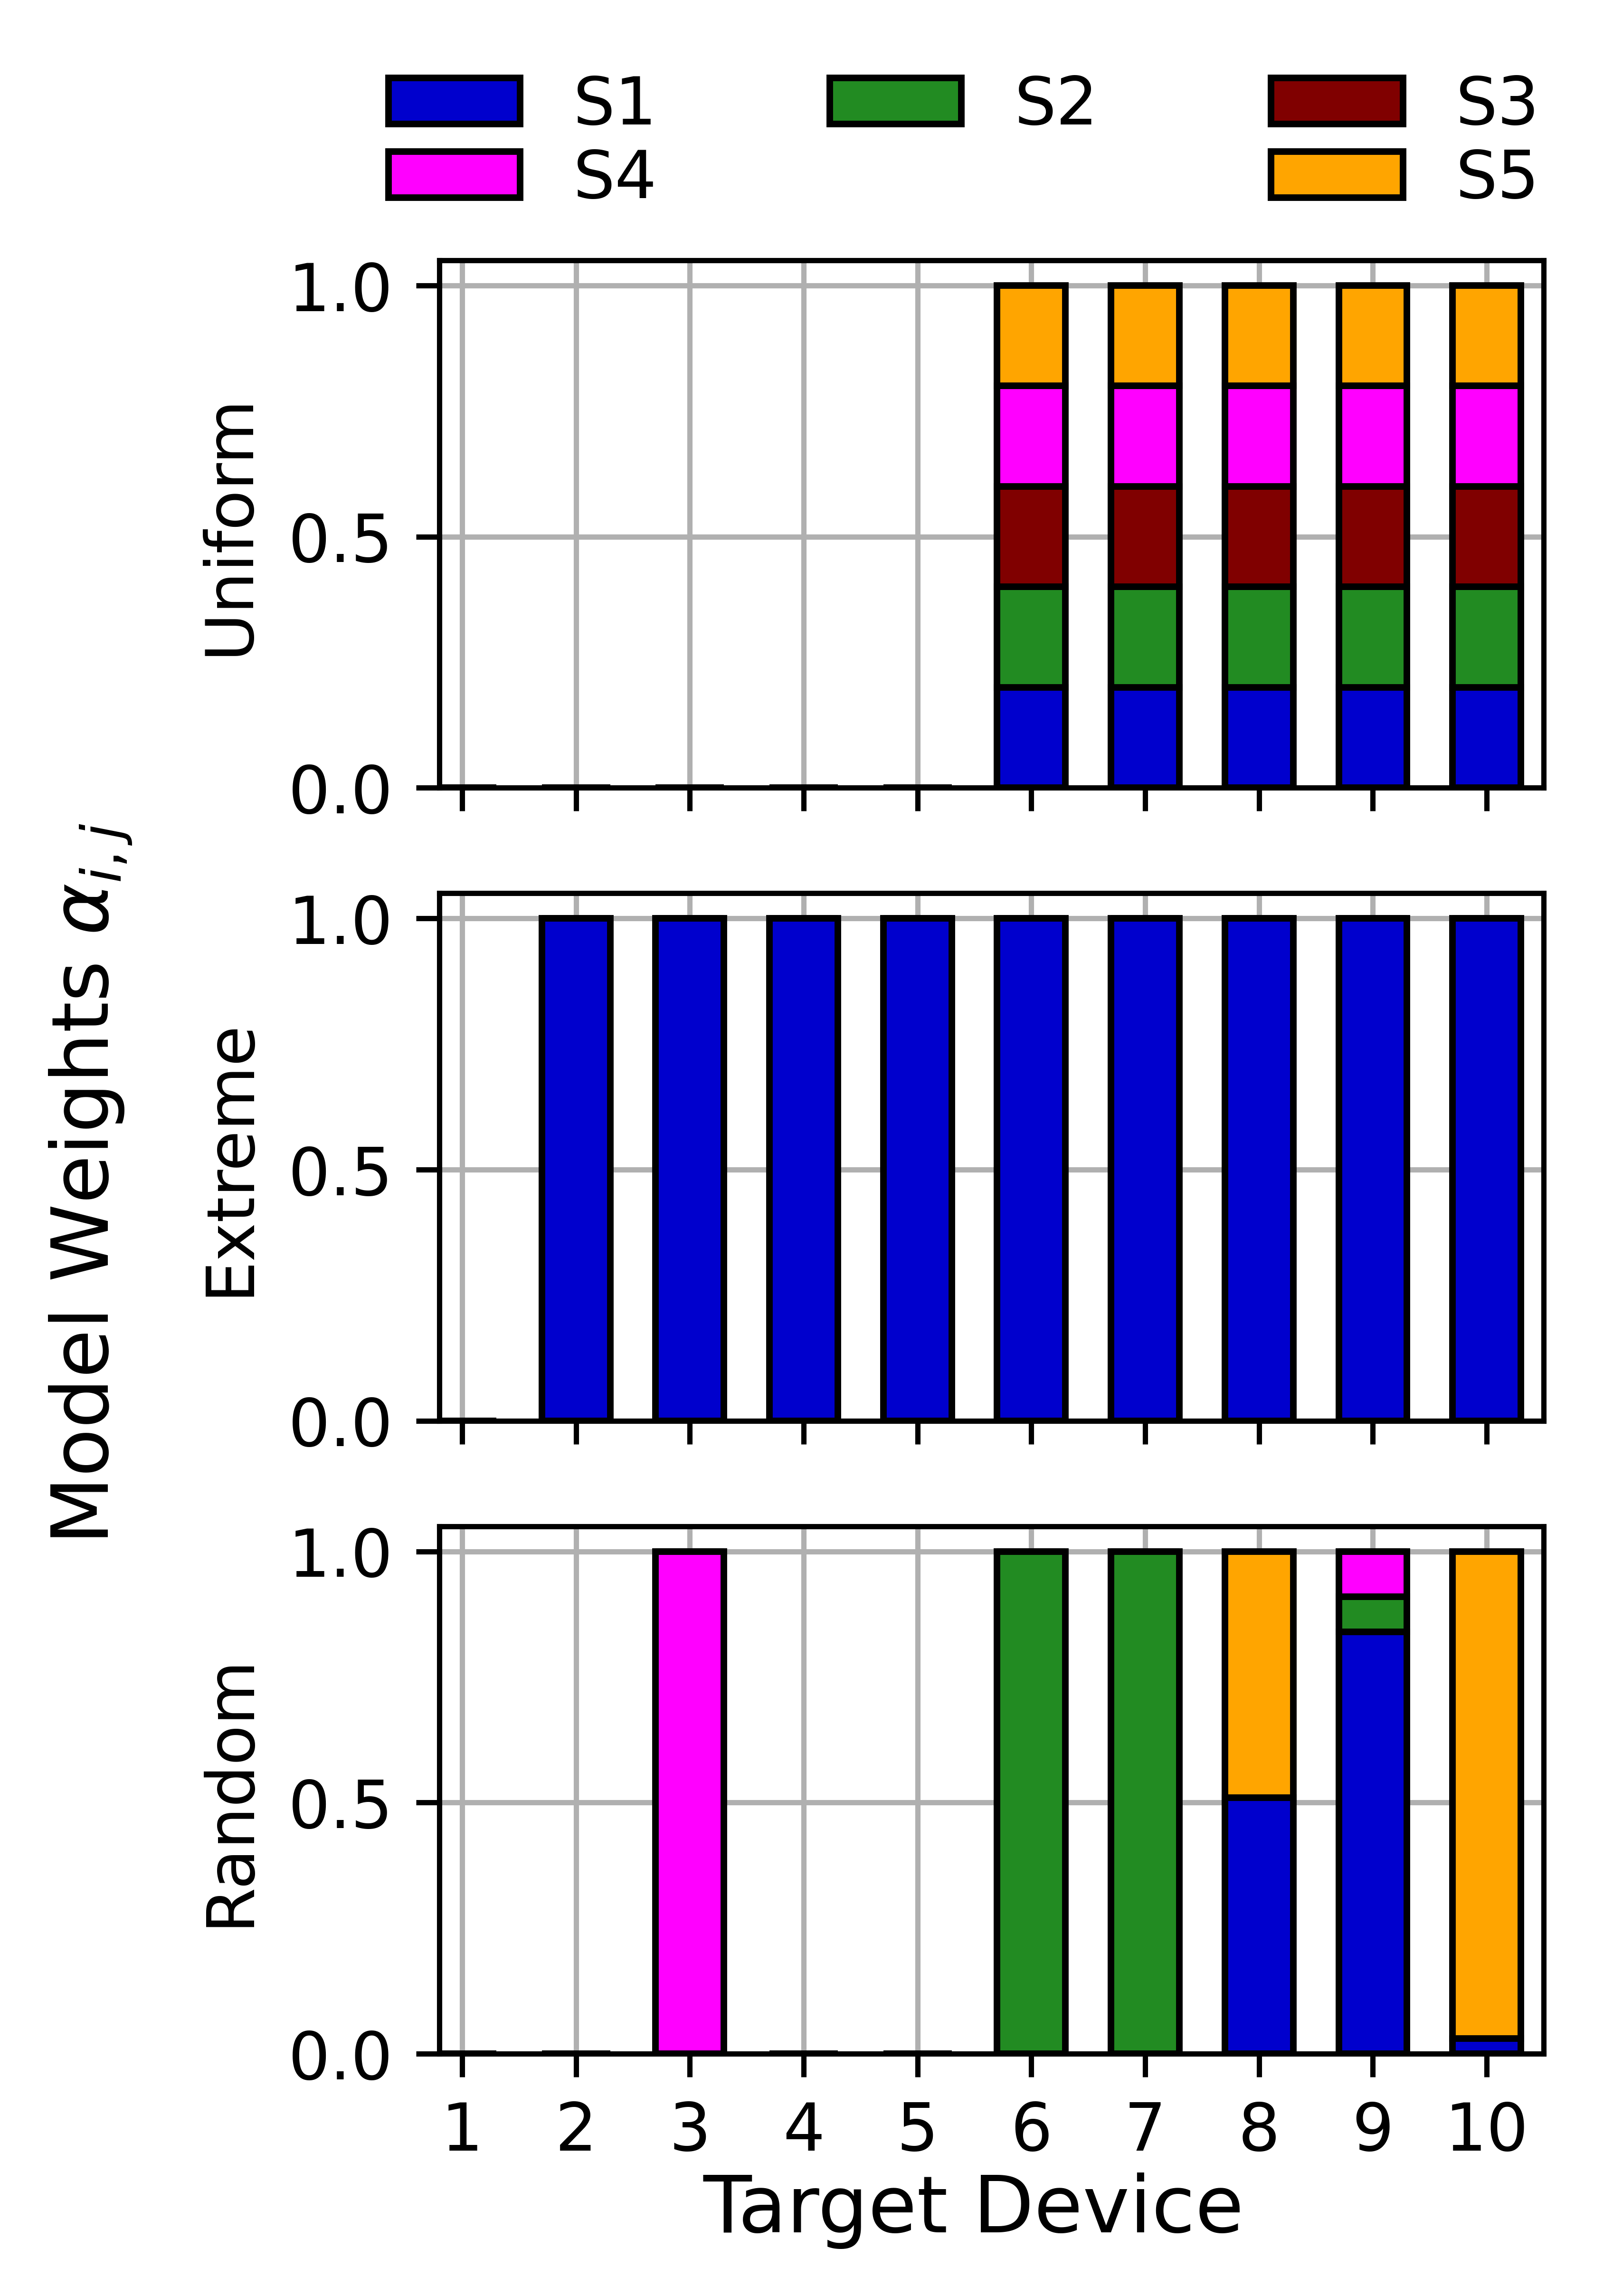 S1 S2 S3
S4 S5
Model Weights αi,j
Uniform
1.0
0.5
0.0
Extreme
1.0
0.5
0.0
Random
1.0
0.5
0.0
1 2 3 4 5 6 7 8 9 10
Target Device